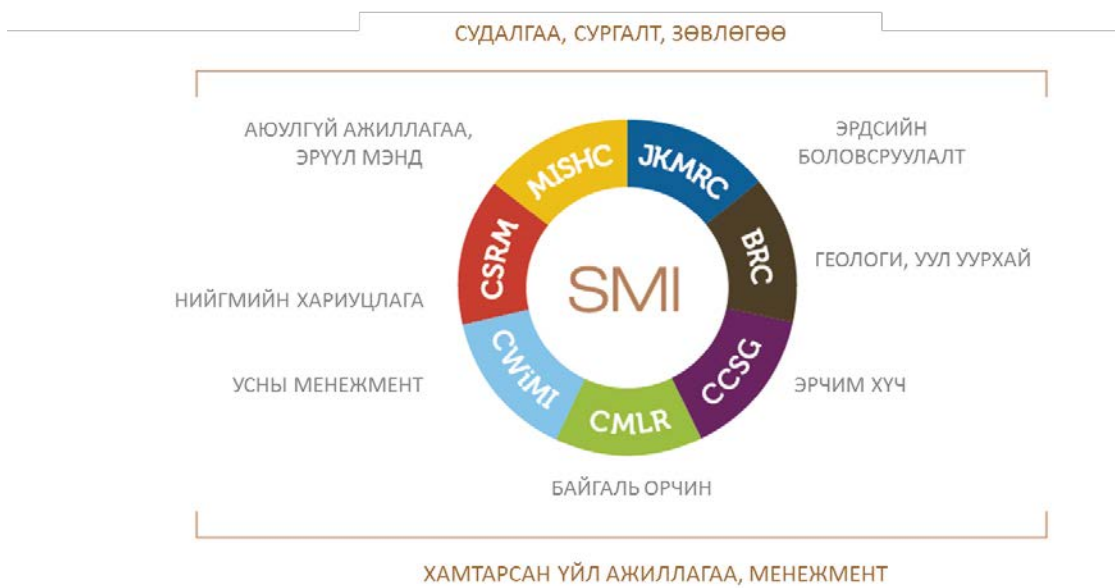 СУДАЛГАА, СУРГАЛТ, ЗӨВЛӨГӨӨ
АЮУЛГҮЙ АЖИЛЛАГАА,
ЭРҮҮЛ МЭНД
ЭРДСИЙН
БОЛОВСРУУЛАЛТ
MISHC
JKMRC
CSRM
BRC
ГЕОЛОГИ, УУЛ УУРХАЙ
SMI
НИЙГМИЙН ХАРИУЦЛАГА
CWiMI
CCSG
УСНЫ МЕНЕЖМЕНТ
ЭРЧИМ ХҮЧ
CMLR
БАЙГАЛЬ ОРЧИН
ХАМТАРСАН ҮЙЛ АЖИЛЛАГАА, МЕНЕЖМЕНТ